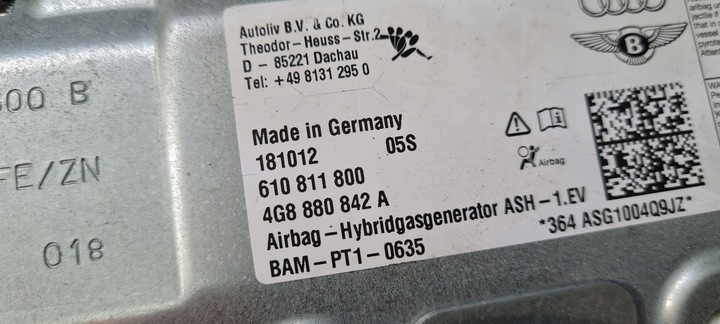 Autoliv B.V. & Co. KG
Theodor-Heuss-Str.2
D - 85221 Dachau
Tel: +49 8131 295 0
Made in Germany
181012 05S
610 811 800
4G8 880 842 A
Airbag-Hybridgasgenerator ASH-1.EV
BAM-PT1-0635
Airbag
*364 ASG1004Q9JZ*
B
00 B
FE/ZN
018